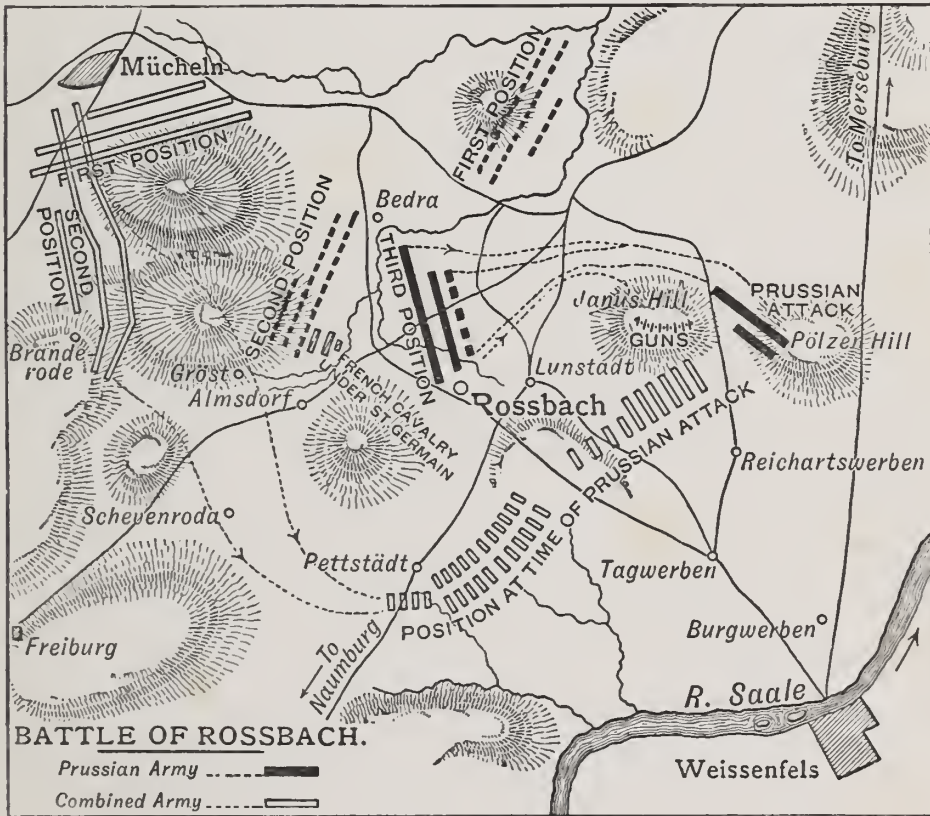 Mücheln
FIRST POSITION
SECOND
POSITION
Brande-
rode
FIRST POSITION
To Merseburg
Bedra
SECOND POSITION
THIRD POSITION
Janus Hill
GUNS
PRUSSIAN
ATTACK
Pölzen Hill
Gröst
Almsdorf
FRENCH CAVALRY
UNDER ST GERMAIN
Lunstadt
Rossbach
Reichartswerben
Schevenroda
Pettstädt
POSITION AT TIME OF PRUSSIAN ATTACK
Tagwerben
Freiburg
To
Naumburg
Burgwerben
R. Saale
Weissenfels
BATTLE OF ROSSBACH.
Prussian Army
Combined Army